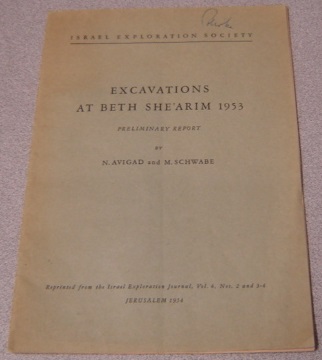 ISRAEL EXPLORATION SOCIETY
EXCAVATIONS
AT BETH SHE'ARIM 1953
PRELIMINARY REPORT
BY
N. AVIGAD and M. SCHWABE
Reprinted from the Israel Exploration Journal, Vol. 4, Nos. 2 and 3-4
JERUSALEM 1954